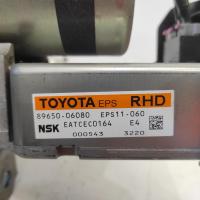 TOYOTA EPS RHD
89650-06080 EPS11-060
NSK EATCEC0164 E4
000943 3220